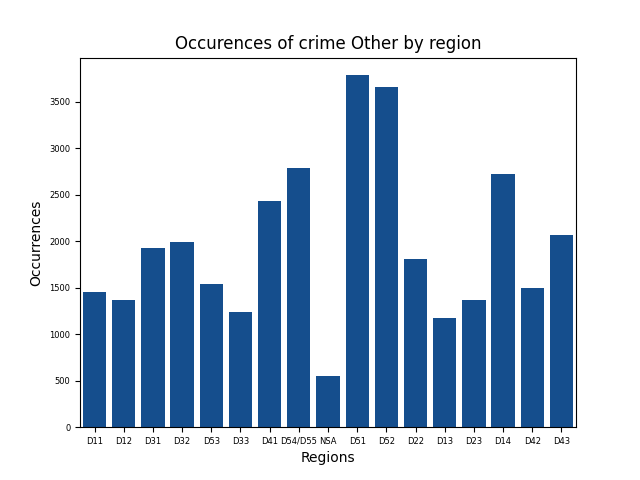 Occurences of crime Other by region
3500
3000
2500
2000
1500
1000
500
0
Occurrences
D11 D12 D31 D32 D53 D33 D41 D54/D55 NSA D51 D52 D22 D13 D23 D14 D42 D43
Regions